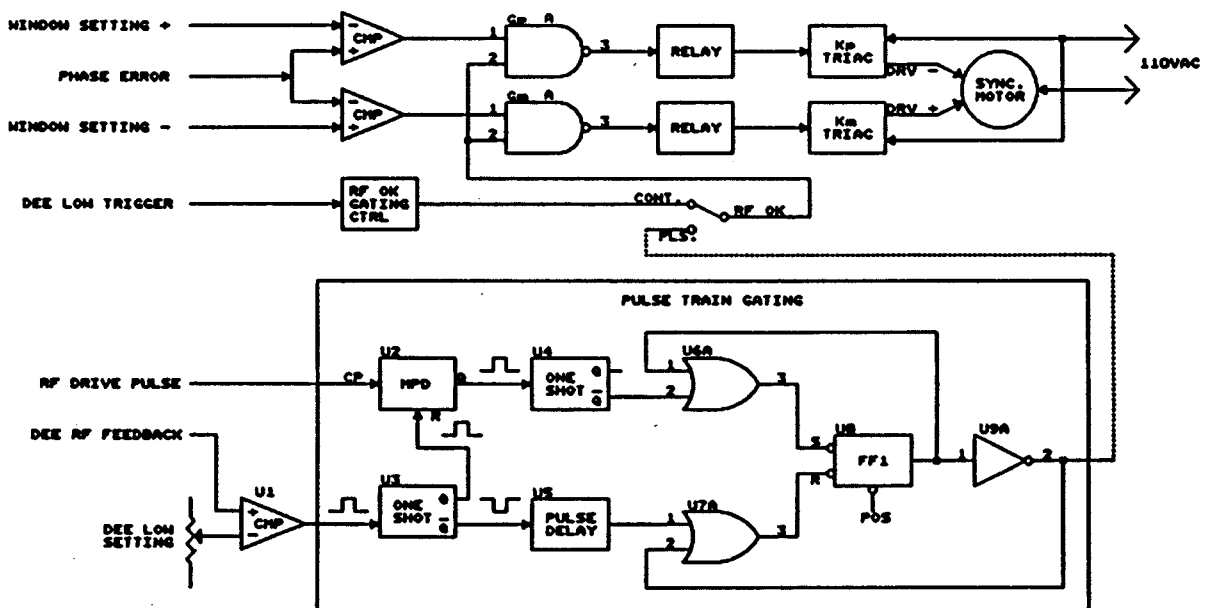 WINDOW SETTING +
PHASE ERROR
WINDOW SETTING -
- CMP +
- CMP +
Gp A
1
2
3
Gm A
1
2
3
RELAY
RELAY
Kp TRIAC
Km TRIAC
DRV -
DRV +
SYNC. MOTOR
110VAC
DEE LOW TRIGGER
RF OK GATING CTRL
CONT.
RF OK
PLS.
PULSE TRAIN GATING
RF DRIVE PULSE
CP
U2
MPD
Q
R
U4
ONE SHOT
Q
Q
U6A
1
2
3
DEE RF FEEDBACK
U8
S
FF1
R
POS
U9A
1
2
U1
+ CMP -
DEE LOW SETTING
U3
ONE SHOT
Q
Q
U5
PULSE DELAY
U7A
1
2
3